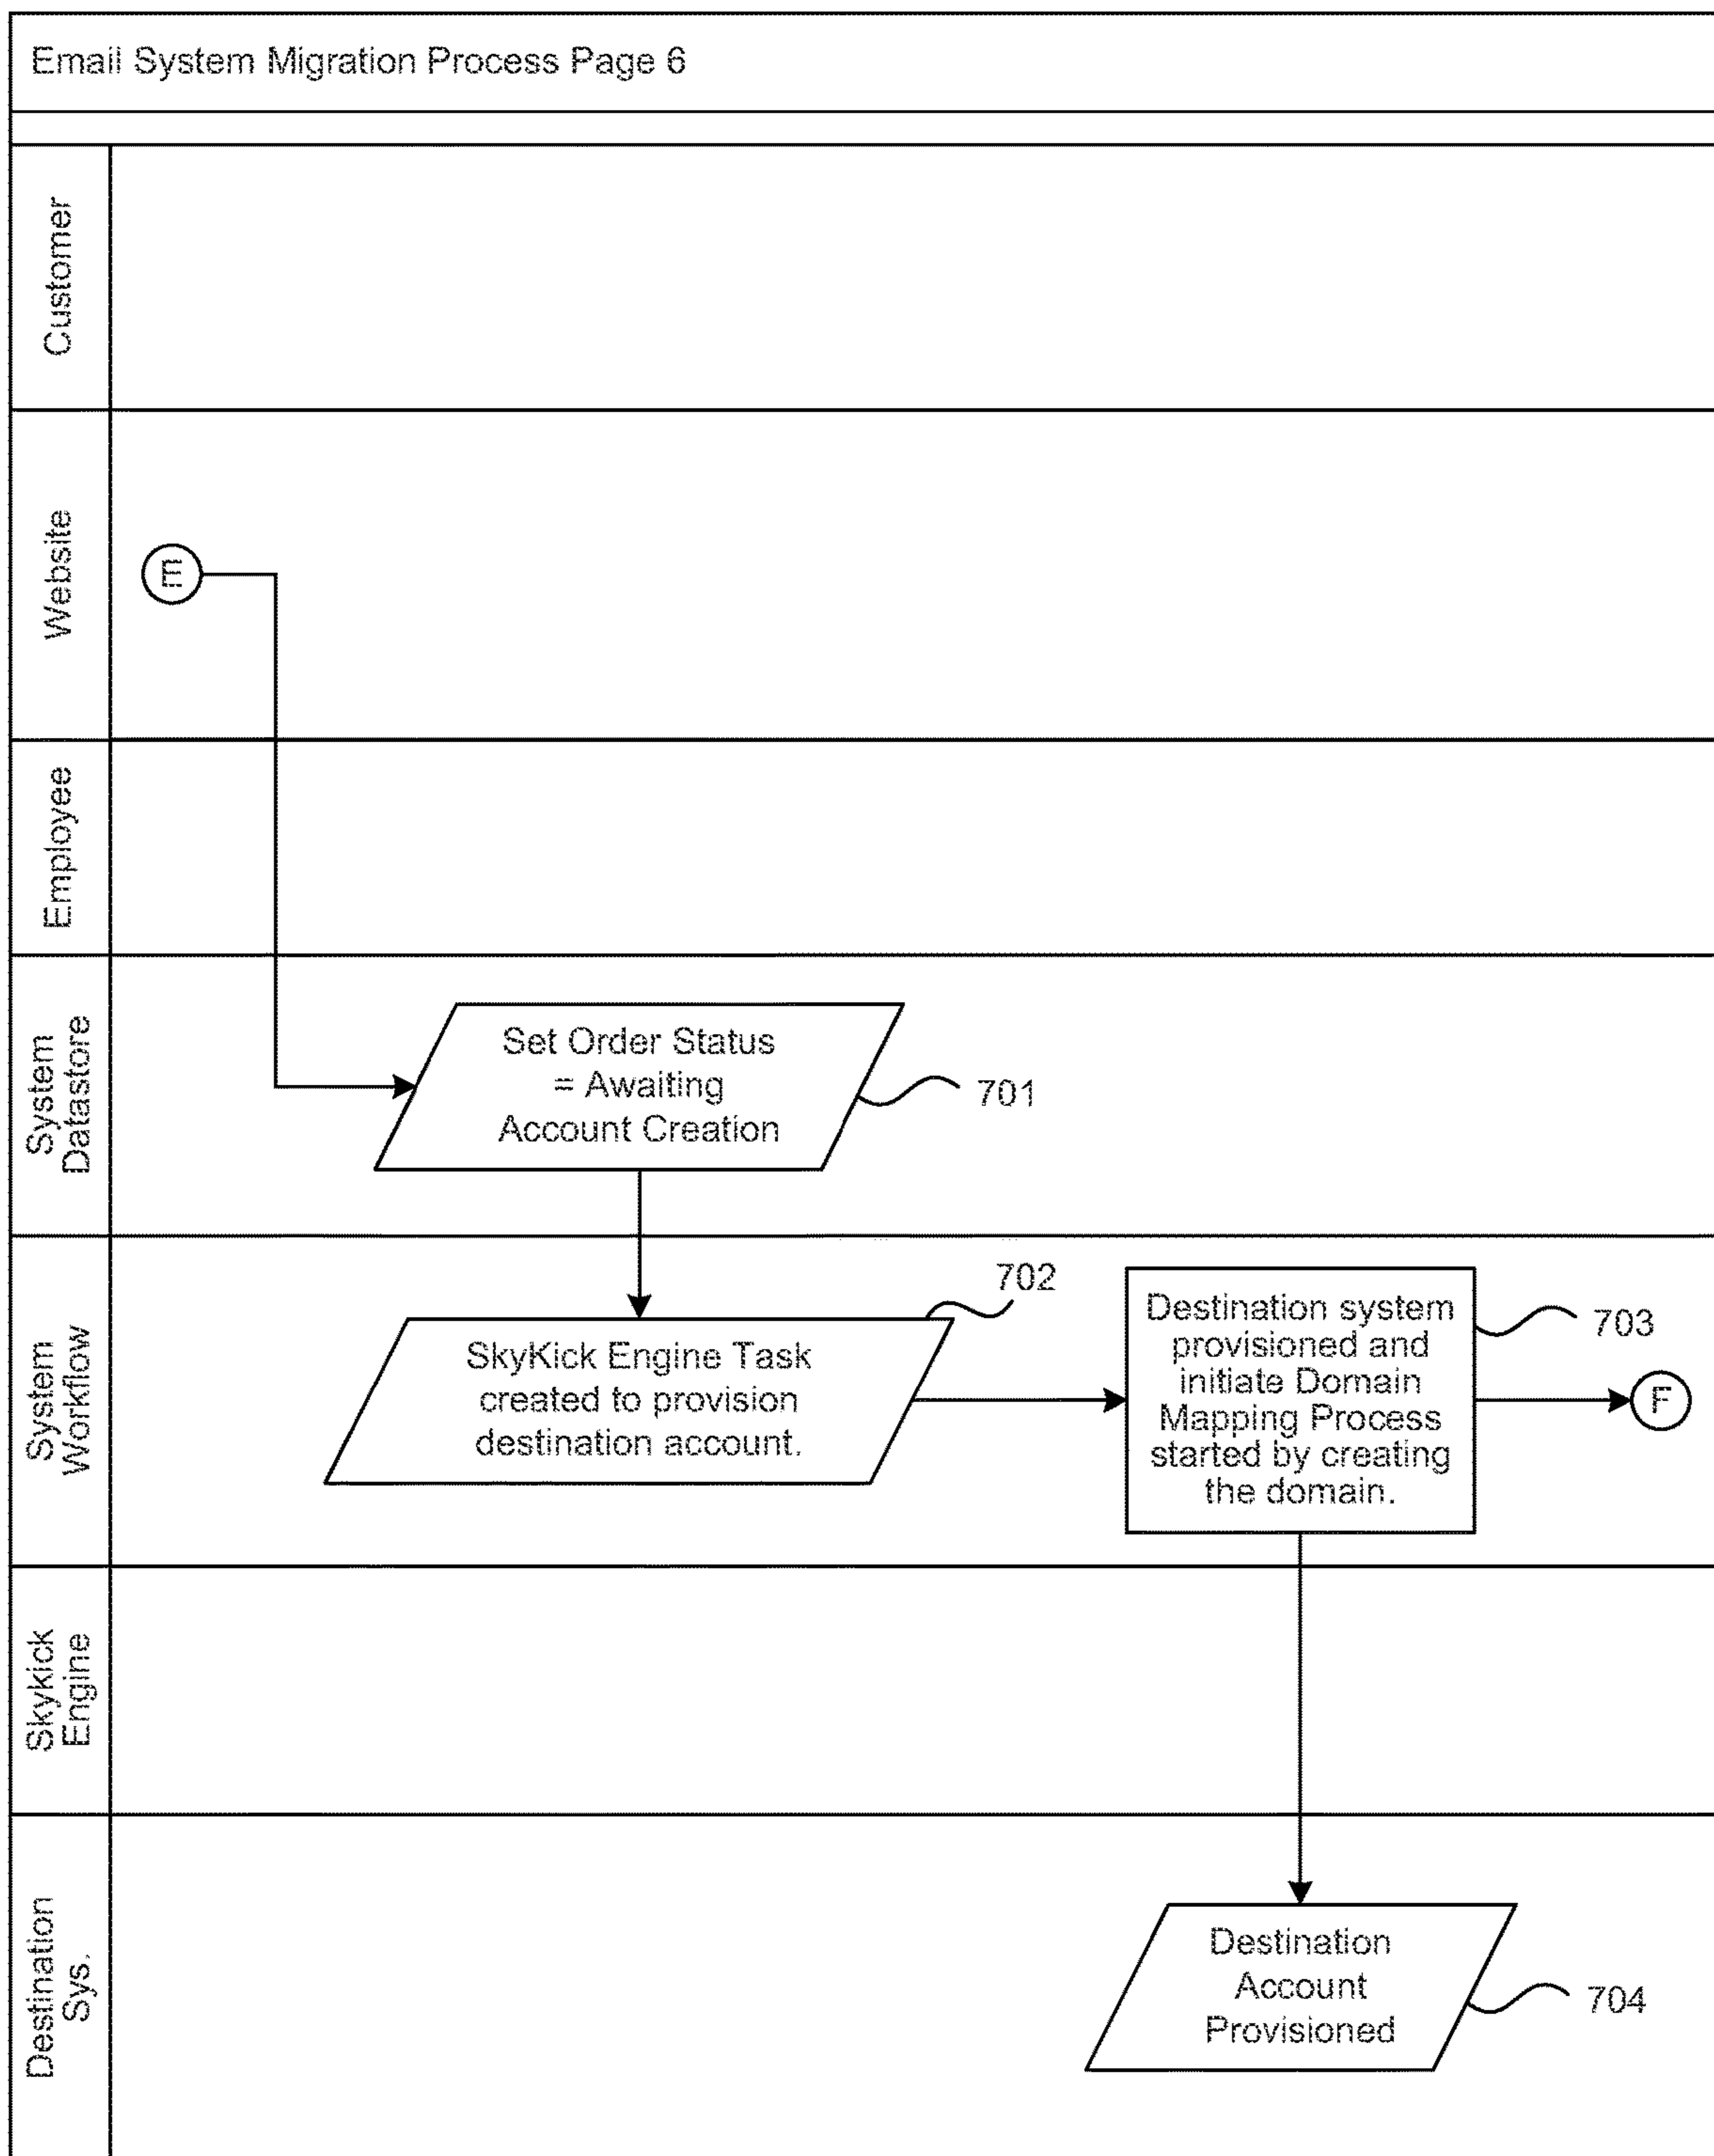 Email System Migration Process Page 6
Customer
Website
E
Employee
System
Datastore
Set Order Status
= Awaiting
Account Creation
701
System
Workflow
702
SkyKick Engine Task
created to provision
destination account.
Destination system
provisioned and
initiate Domain
Mapping Process
started by creating
the domain.
703
F
Skykick
Engine
Destination
Sys.
Destination
Account
Provisioned
704